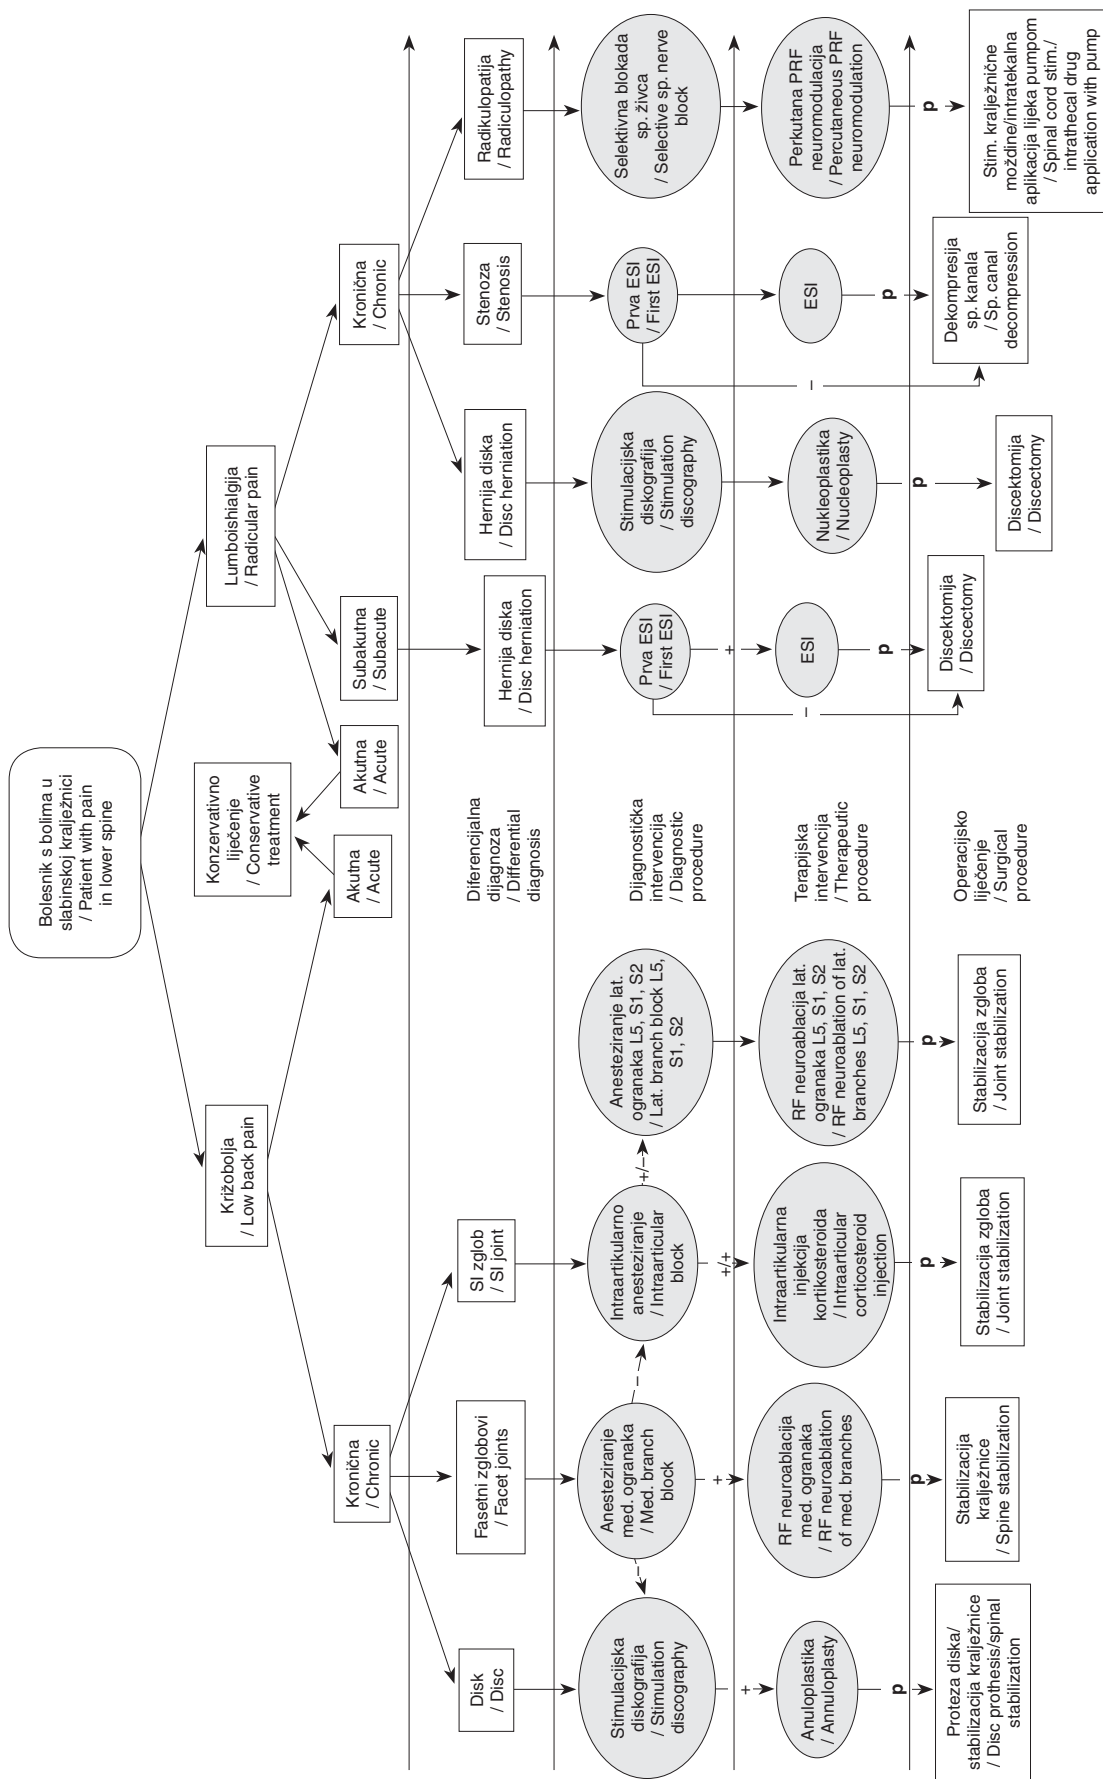 Bolesnik s bolima u
slabinskoj kralježnici
/ Patient with pain
in lower spine
Križobolja
/ Low back pain
Lumboishialgija
/ Radicular pain
Konzervativno
liječenje
/ Conservative
treatment
Kronična
/ Chronic
Akutna
/ Acute
Akutna
/ Acute
Subakutna
/ Subacute
Kronična
/ Chronic
Disk
/ Disc
Fasetni zglobovi
/ Facet joints
SI zglob
/ SI joint
Diferencijalna
dijagnoza
/ Differential
diagnosis
Hernija diska
/ Disc herniation
Hernija diska
/ Disc herniation
Stenoza
/ Stenosis
Radikulopatija
/ Radiculopathy
Stimulacijska
diskografija
/ Stimulation
discography
–
Anesteziranje
med. ogranaka
/ Med. branch
block
–
Intraartikularno
anesteziranje
/ Intraarticular
block
+/–
Anesteziranje lat.
ogranaka L5, S1, S2
/ Lat. branch block L5,
S1, S2
Dijagnostička
intervencija
/ Diagnostic
procedure
Prva ESI
/ First ESI
Stimulacijska
diskografija
/ Stimulation
discography
Prva ESI
/ First ESI
Selektivna blokada
sp. živca
/ Selective sp. nerve
block
+
+
+/+
+
Anuloplastika
/ Annuloplasty
RF neuroablacija
med. ogranaka
/ RF neuroablation
of med. branches
Intraartikularna
injekcija
kortikosteroida
/ Intraarticular
corticosteroid
injection
RF neuroablacija lat.
ogranaka L5, S1, S2
/ RF neuroablation of lat.
branches L5, S1, S2
Terapijska
intervencija
/ Therapeutic
procedure
–
ESI
Nukleoplastika
/ Nucleoplasty
–
ESI
Perkutana PRF
neuromodulacija
/ Percutaneous PRF
neuromodulation
p
p
p
p
p
p
p
p
Proteza diska/
stabilizacija kralježnice
/ Disc prothesis/spinal
stabilization
Stabilizacija
kralježnice
/ Spine stabilization
Stabilizacija zgloba
/ Joint stabilization
Stabilizacija zgloba
/ Joint stabilization
Operacijsko
liječenje
/ Surgical
procedure
Discektomija
/ Discectomy
Discektomija
/ Discectomy
Dekompresija
sp. kanala
/ Sp. canal
decompression
Stim. kralježnične
moždine/intratekalna
aplikacija lijeka pumpom
/ Spinal cord stim./
intrathecal drug
application with pump